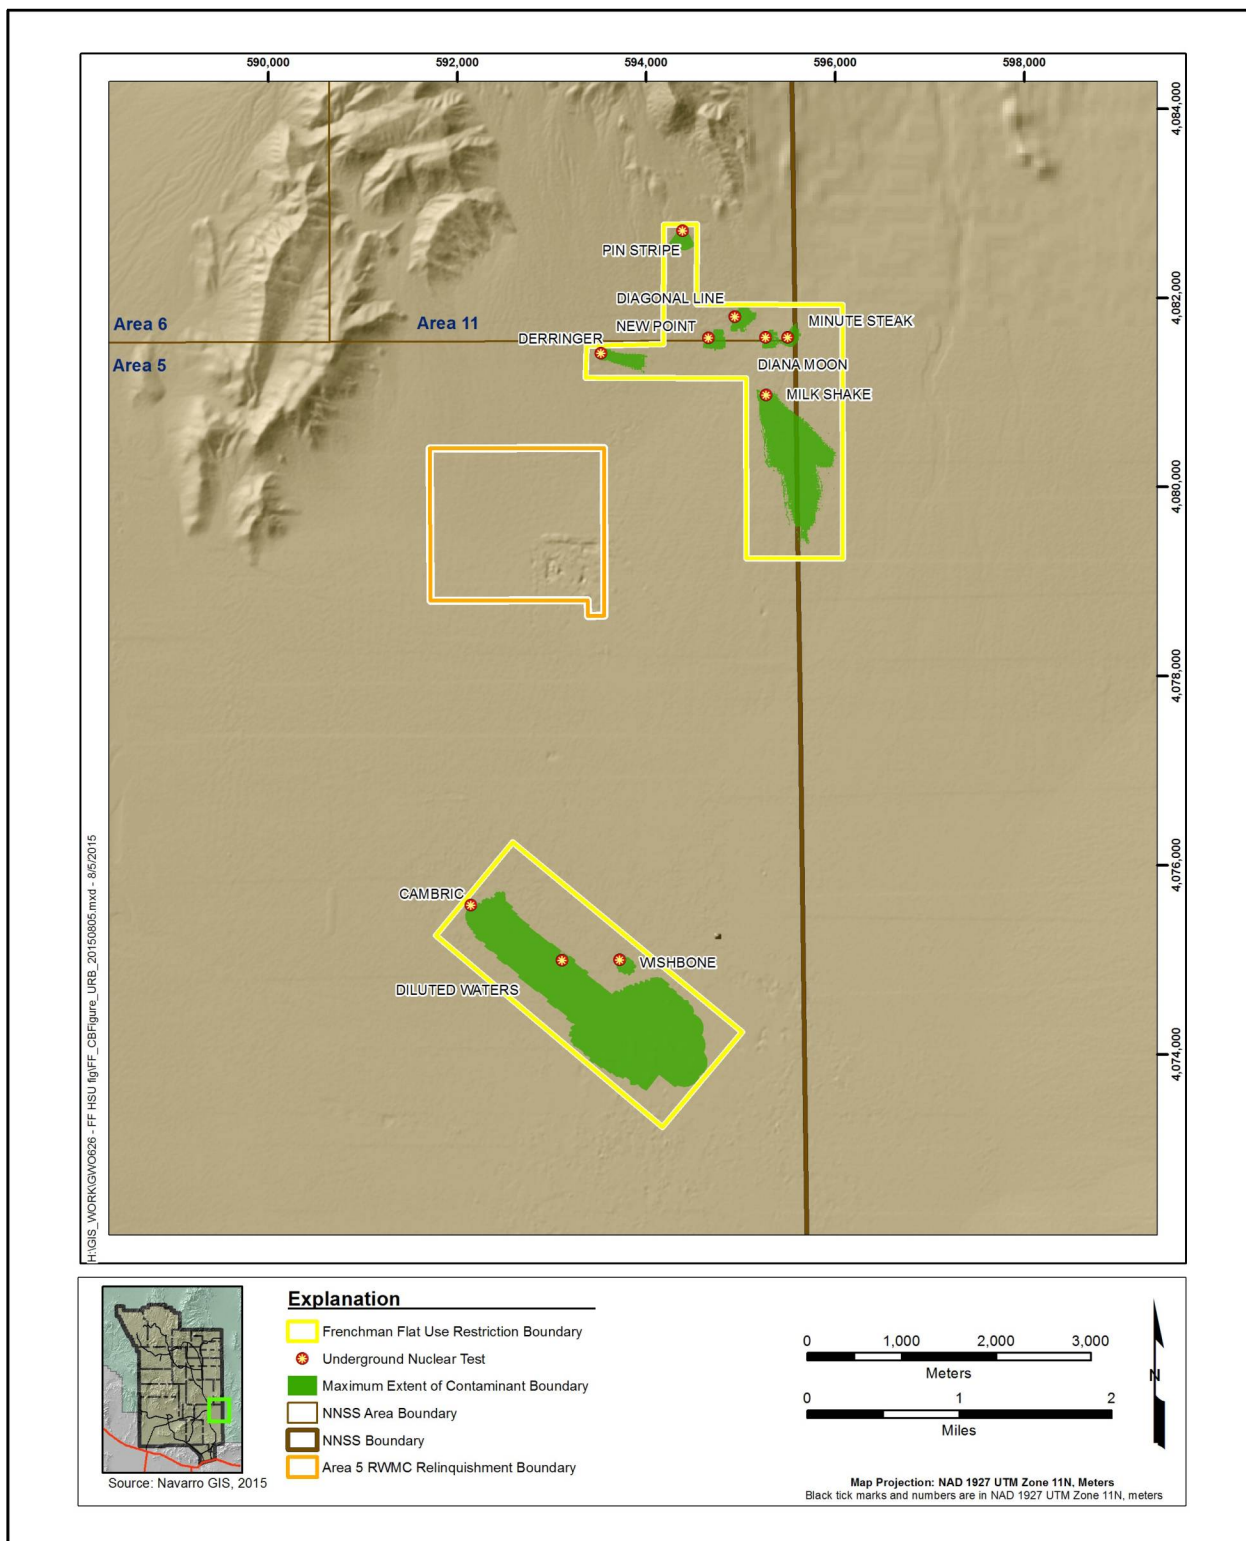 590,000
592,000
594,000
596,000
598,000
4,084,000
4,082,000
4,080,000
4,078,000
4,076,000
4,074,000
PIN STRIPE
DIAGONAL LINE
Area 6
Area 11
NEW POINT
MINUTE STEAK
DERRINGER
Area 5
DIANA MOON
MILK SHAKE
CAMBRIC
WISHBONE
DILUTED WATERS
H:\GIS_WORK\GWO626 - FF HSU fig\FF_CBFigure_URB_20150805.mxd - 8/5/2015
Explanation
Frenchman Flat Use Restriction Boundary
Underground Nuclear Test
Maximum Extent of Contaminant Boundary
NNSS Area Boundary
NNSS Boundary
Area 5 RWMC Relinquishment Boundary
Source: Navarro GIS, 2015
0 1,000 2,000 3,000
Meters
0 1 2
Miles
N
Map Projection: NAD 1927 UTM Zone 11N, Meters
Black tick marks and numbers are in NAD 1927 UTM Zone 11N, meters